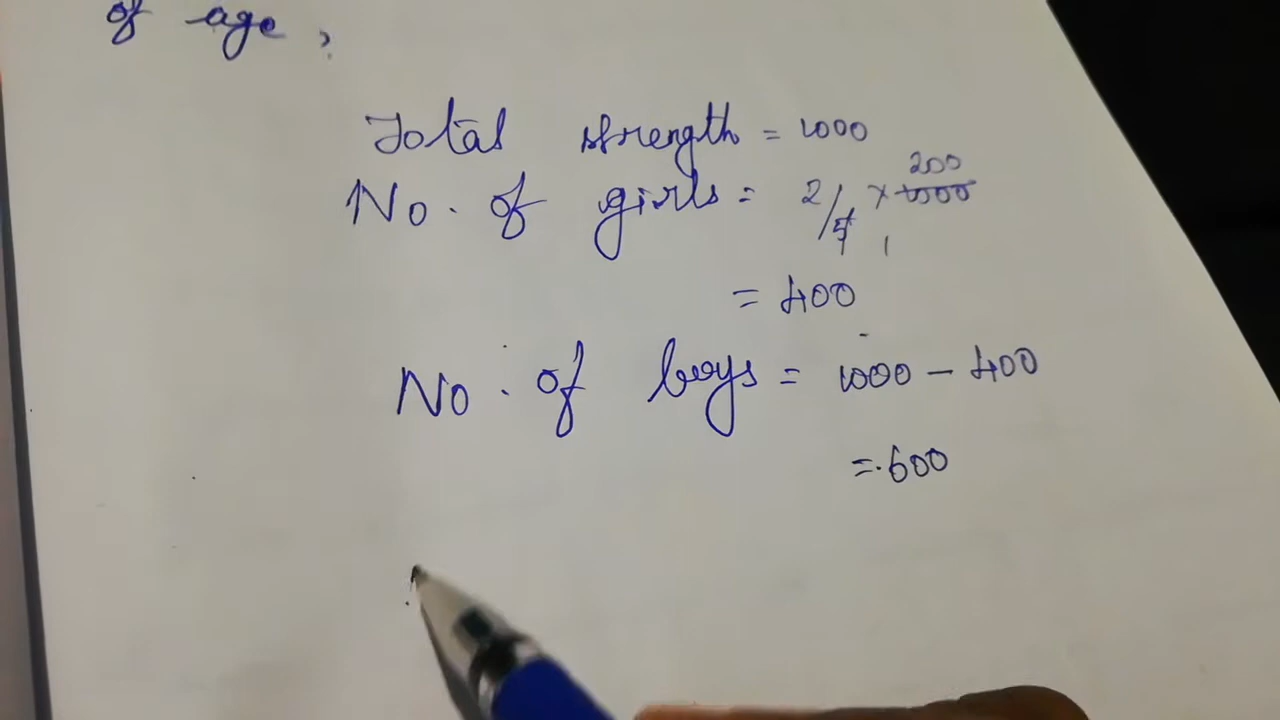 of age,
Total strength = 1000
No. of girls = 2/5 x 1000 200
1
= 400
No. of boys = 1000 - 400
= 600